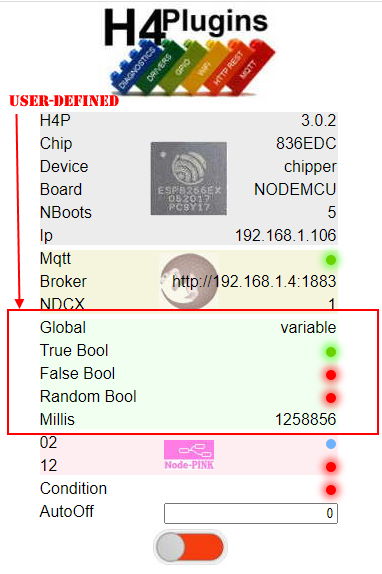 H4Plugins
DIAGNOSTICS DRIVERS GPIO WIFI HTTP REST MQTT
USER-DEFINED
H4P 3.0.2
Chip 836EDC
Device chipper
Board NODEMCU
NBoots 5
Ip 192.168.1.106
ESP8266EX
082017
PC8Y17
Mqtt
Broker http://192.168.1.4:1883
NDCX 1
Global variable
True Bool
False Bool
Random Bool
Millis 1258856
02
12
Node-PINK
Condition
AutoOff 0